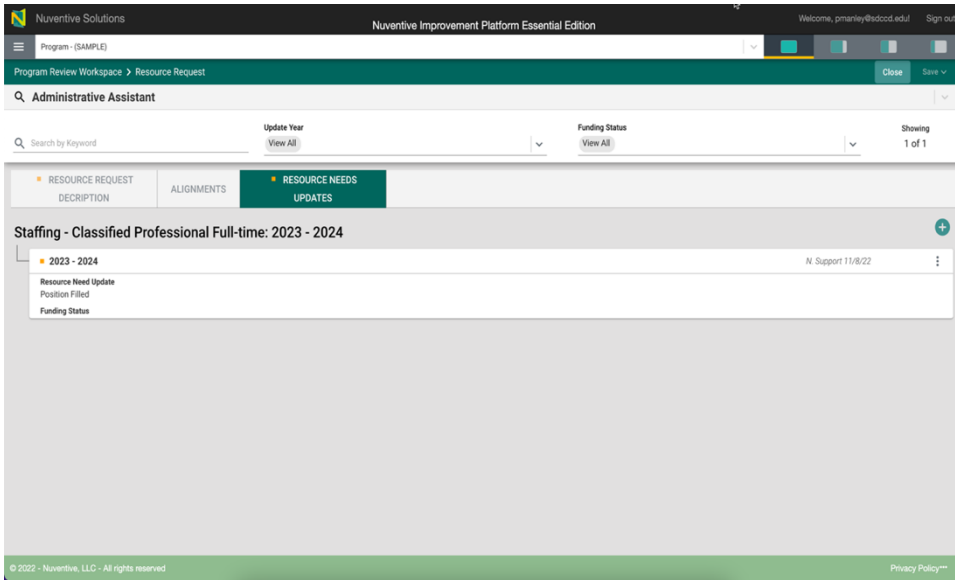 Nuventive Solutions
Nuventive Improvement Platform Essential Edition
Welcome, pmanley@sdccd.edu! Sign out
Program - (SAMPLE)
Program Review Workspace > Resource Request
Close Save
Administrative Assistant
Search by Keyword
Update Year
View All
Funding Status
View All
Showing
1 of 1
RESOURCE REQUEST
DECRIPTION
ALIGNMENTS
RESOURCE NEEDS
UPDATES
Staffing - Classified Professional Full-time: 2023 - 2024
2023 - 2024
N. Support 11/8/22
Resource Need Update
Position Filled
Funding Status
© 2022 - Nuventive, LLC - All rights reserved
Privacy Policy